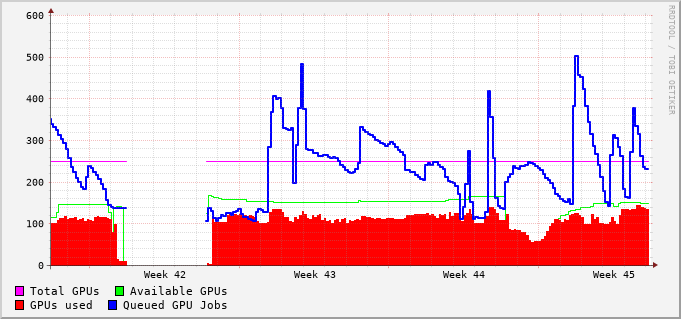 600
500
400
300
200
100
0
Week 42 Week 43 Week 44 Week 45
Total GPUs Available GPUs
GPUs used Queued GPU Jobs
RRDTOOL / TOBI OETIKER